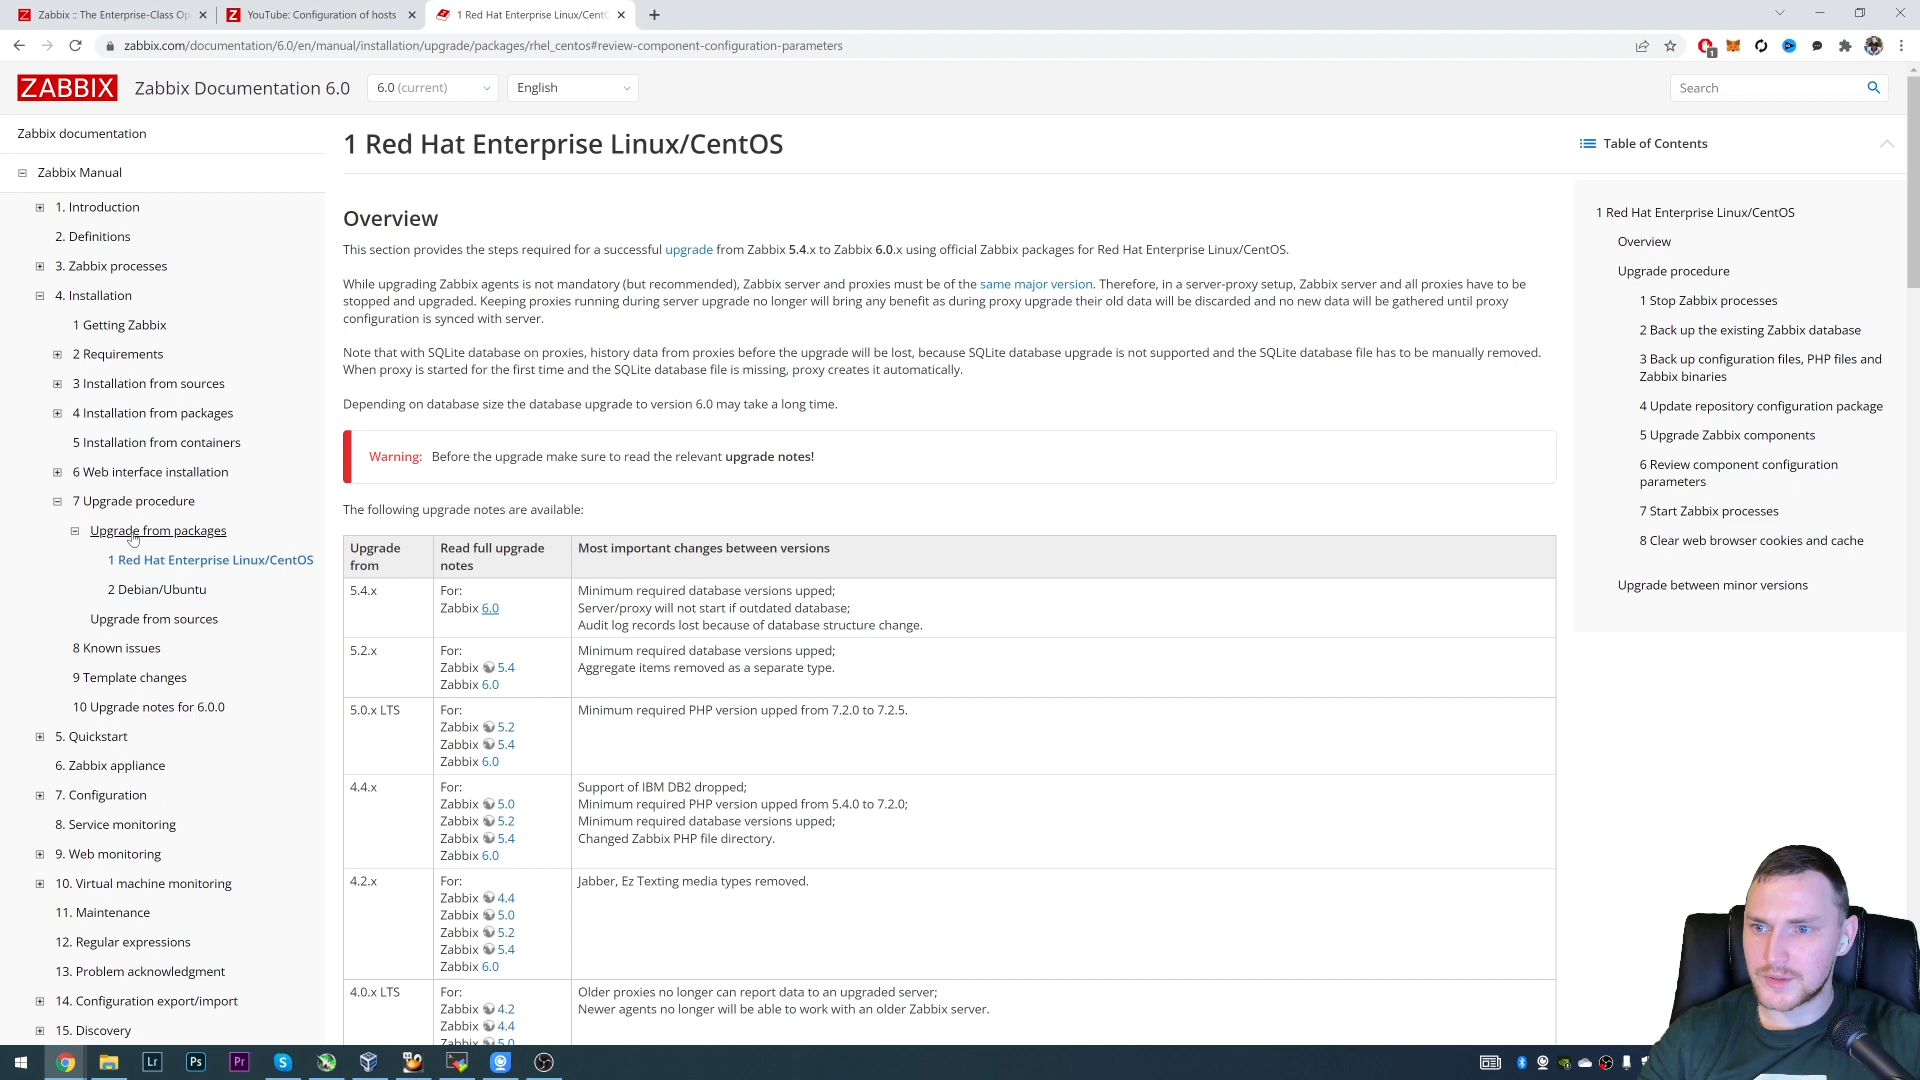 Zabbix :: The Enterprise-Class Op
YouTube: Configuration of hosts
1 Red Hat Enterprise Linux/CentO
zabbix.com/documentation/6.0/en/manual/installation/upgrade/packages/rhel_centos#review-component-configuration-parameters
ZABBIX
Zabbix Documentation 6.0
6.0 (current)
English
Search
Zabbix documentation
Zabbix Manual
1. Introduction
2. Definitions
3. Zabbix processes
4. Installation
1 Getting Zabbix
2 Requirements
3 Installation from sources
4 Installation from packages
5 Installation from containers
6 Web interface installation
7 Upgrade procedure
Upgrade from packages
1 Red Hat Enterprise Linux/CentOS
2 Debian/Ubuntu
Upgrade from sources
8 Known issues
9 Template changes
10 Upgrade notes for 6.0.0
5. Quickstart
6. Zabbix appliance
7. Configuration
8. Service monitoring
9. Web monitoring
10. Virtual machine monitoring
11. Maintenance
12. Regular expressions
13. Problem acknowledgment
14. Configuration export/import
15. Discovery
1 Red Hat Enterprise Linux/CentOS
Overview
This section provides the steps required for a successful upgrade from Zabbix 5.4.x to Zabbix 6.0.x using official Zabbix packages for Red Hat Enterprise Linux/CentOS.
While upgrading Zabbix agents is not mandatory (but recommended), Zabbix server and proxies must be of the same major version. Therefore, in a server-proxy setup, Zabbix server and all proxies have to be
stopped and upgraded. Keeping proxies running during server upgrade no longer will bring any benefit as during proxy upgrade their old data will be discarded and no new data will be gathered until proxy
configuration is synced with server.
Note that with SQLite database on proxies, history data from proxies before the upgrade will be lost, because SQLite database upgrade is not supported and the SQLite database file has to be manually removed.
When proxy is started for the first time and the SQLite database file is missing, proxy creates it automatically.
Depending on database size the database upgrade to version 6.0 may take a long time.
Warning: Before the upgrade make sure to read the relevant upgrade notes!
The following upgrade notes are available:
Upgrade from
Read full upgrade notes
Most important changes between versions
5.4.x
For:
Zabbix 6.0
Minimum required database versions upped;
Server/proxy will not start if outdated database;
Audit log records lost because of database structure change.
5.2.x
For:
Zabbix 5.4
Zabbix 6.0
Minimum required database versions upped;
Aggregate items removed as a separate type.
5.0.x LTS
For:
Zabbix 5.2
Zabbix 5.4
Zabbix 6.0
Minimum required PHP version upped from 7.2.0 to 7.2.5.
4.4.x
For:
Zabbix 5.0
Zabbix 5.2
Zabbix 5.4
Zabbix 6.0
Support of IBM DB2 dropped;
Minimum required PHP version upped from 5.4.0 to 7.2.0;
Minimum required database versions upped;
Changed Zabbix PHP file directory.
4.2.x
For:
Zabbix 4.4
Zabbix 5.0
Zabbix 5.2
Zabbix 5.4
Zabbix 6.0
Jabber, Ez Texting media types removed.
4.0.x LTS
For:
Zabbix 4.2
Zabbix 4.4
Zabbix 5.0
Older proxies no longer can report data to an upgraded server;
Newer agents no longer will be able to work with an older Zabbix server.
Table of Contents
1 Red Hat Enterprise Linux/CentOS
Overview
Upgrade procedure
1 Stop Zabbix processes
2 Back up the existing Zabbix database
3 Back up configuration files, PHP files and
Zabbix binaries
4 Update repository configuration package
5 Upgrade Zabbix components
6 Review component configuration
parameters
7 Start Zabbix processes
8 Clear web browser cookies and cache
Upgrade between minor versions
Lr
Ps
Pr